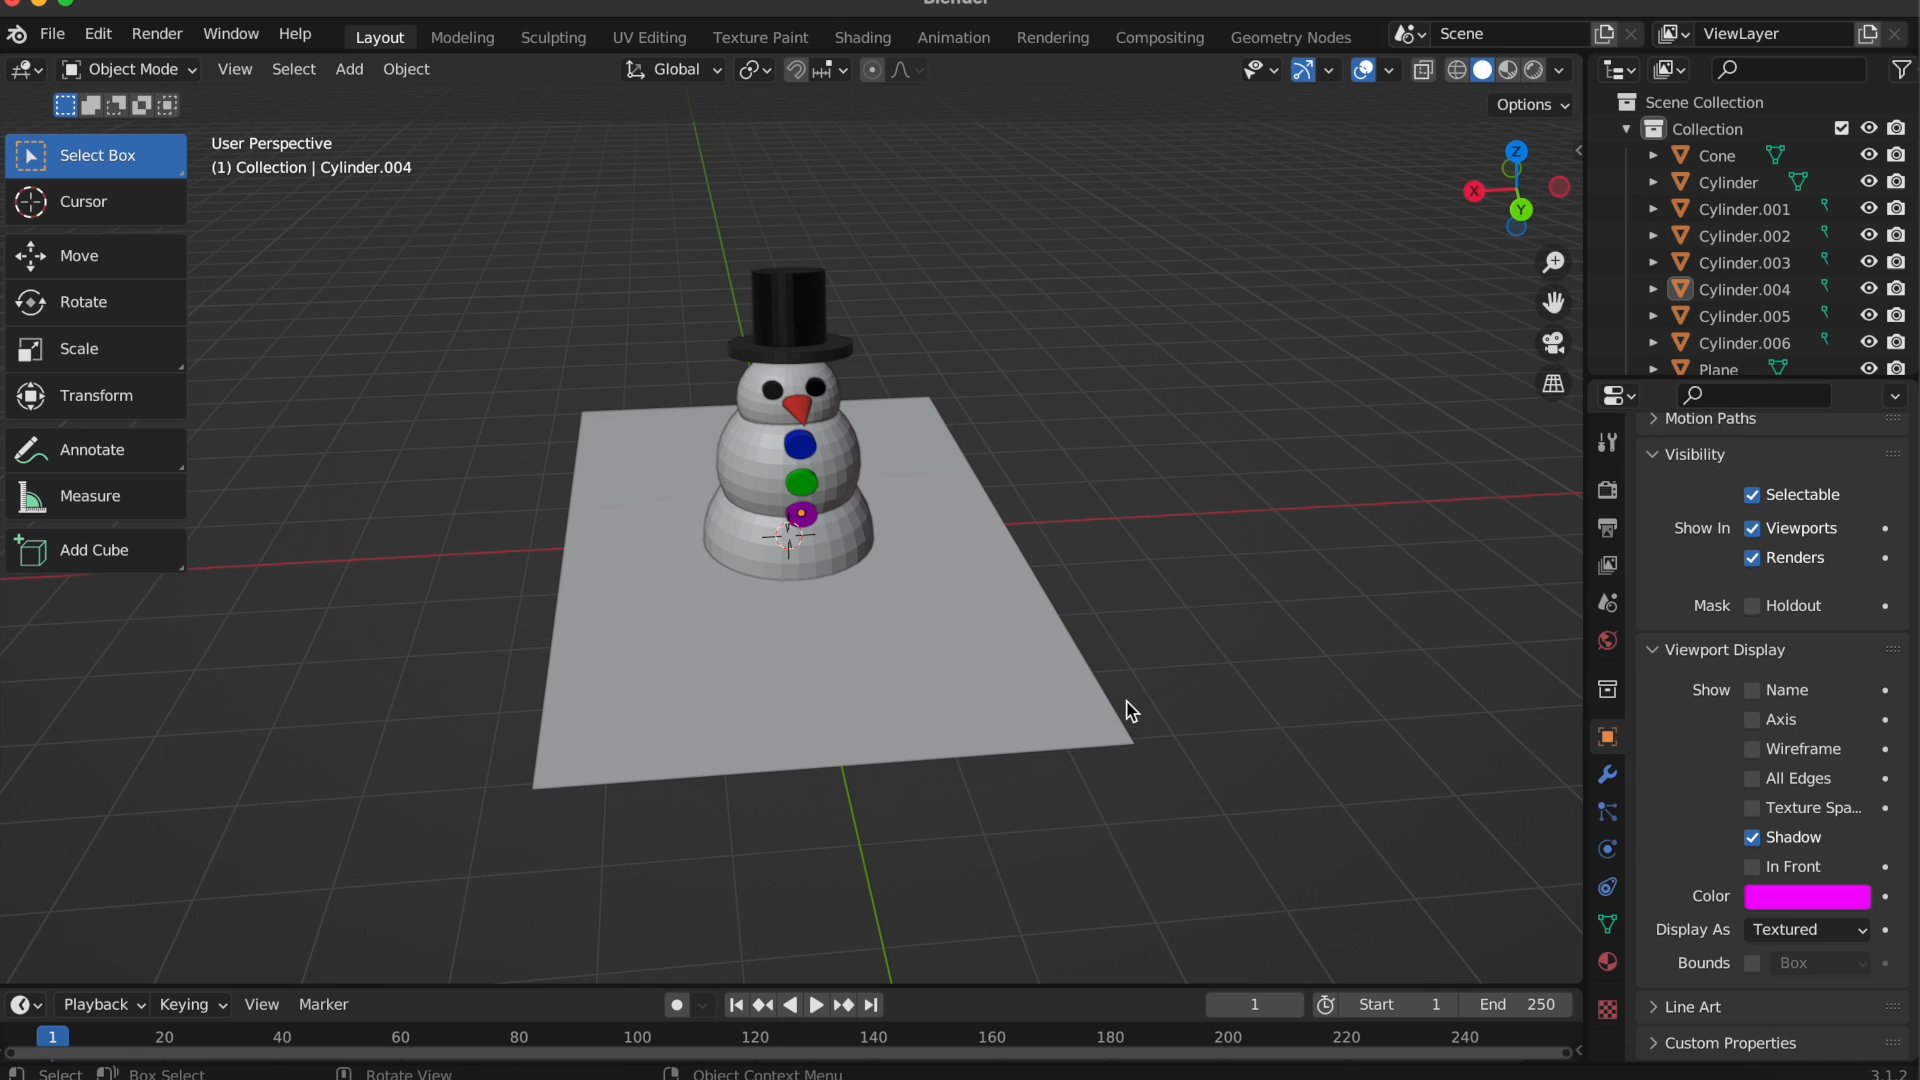 Blender
File Edit Render Window Help
Layout Modeling Sculpting UV Editing Texture Paint Shading Animation Rendering Compositing Geometry Nodes
Scene
ViewLayer
Object Mode View Select Add Object
Global
Options
Select Box
Cursor
Move
Rotate
Scale
Transform
Annotate
Measure
Add Cube
User Perspective
(1) Collection | Cylinder.004
Z
X
Y
Scene Collection
Collection
Cone
Cylinder
Cylinder.001
Cylinder.002
Cylinder.003
Cylinder.004
Cylinder.005
Cylinder.006
Plane
Motion Paths
Visibility
Selectable
Show In Viewports
Renders
Mask Holdout
Viewport Display
Show Name
Axis
Wireframe
All Edges
Texture Spa...
Shadow
In Front
Color
Display As Textured
Bounds Box
Line Art
Custom Properties
Playback Keying View Marker
1 Start 1 End 250
1 20 40 60 80 100 120 140 160 180 200 220 240
Select Box Select Rotate View Object Context Menu
3.1.2